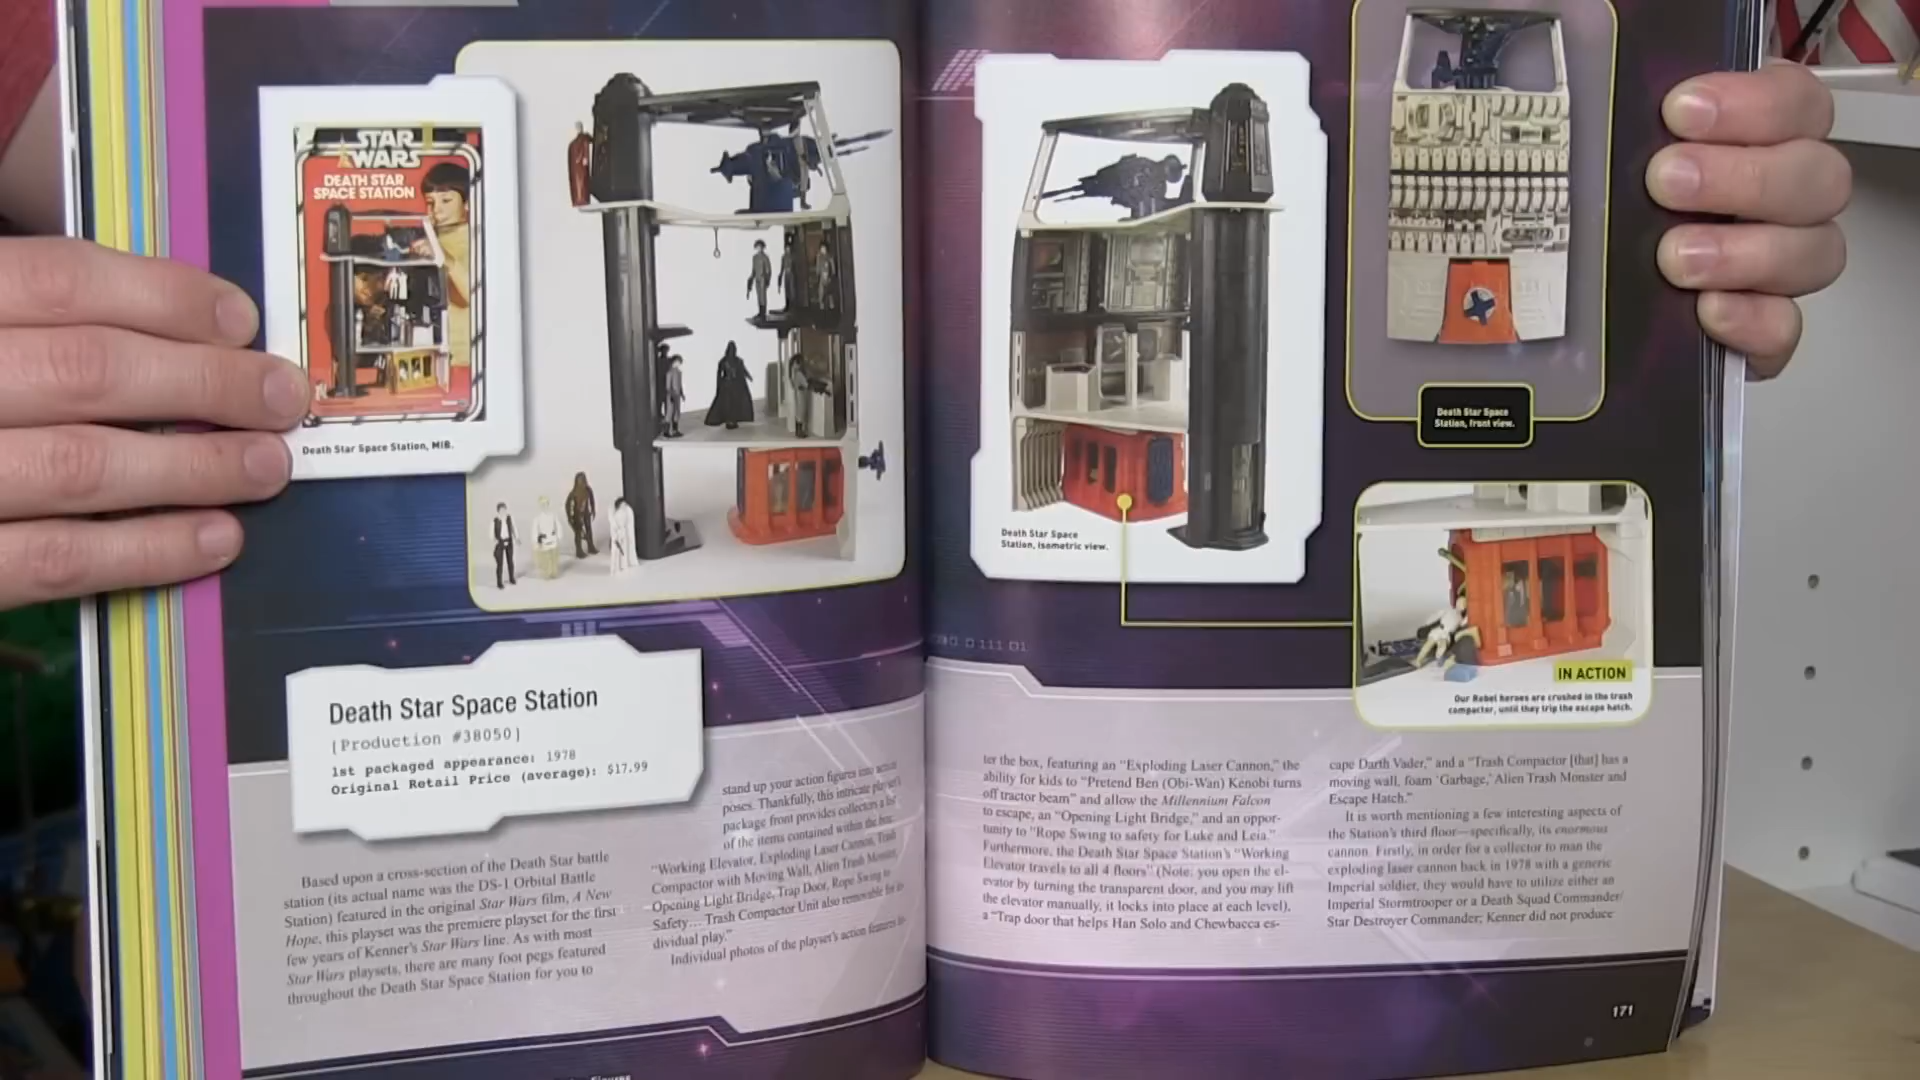 STAR
WARS
DEATH STAR
SPACE STATION
Death Star Space Station, MIB.
Death Star Space Station
[Production #38050]
1st packaged appearance: 1978
Original Retail Price (average): $17.99
Based upon a cross-section of the Death Star battle
station (its actual name was the DS-1 Orbital Battle
Station) featured in the original Star Wars film, A New
Hope, this playset was the premiere playset for the first
few years of Kenner's Star Wars line. As with most
Star Wars playsets, there are many foot pegs featured
throughout the Death Star Space Station for you to
stand up your action figures into action
poses. Thankfully, this intricate playset's
package front provides collectors a list
of the items contained within the box:
"Working Elevator, Exploding Laser Cannon, Trash
Compactor with Moving Wall, Alien Trash Monster,
Opening Light Bridge, Trap Door, Rope Swing to
Safety... Trash Compactor Unit also removable for in-
dividual play."
Individual photos of the playset's action features
Figures
Death Star Space
Station, isometric view.
Death Star Space
Station, front view.
IN ACTION
Our Rebel heroes are crushed in the trash
compacter, until they trip the escape hatch.
ter the box, featuring an "Exploding Laser Cannon," the
ability for kids to "Pretend Ben (Obi-Wan) Kenobi turns
off tractor beam" and allow the Millennium Falcon
to escape, an "Opening Light Bridge," and an oppor-
tunity to "Rope Swing to safety for Luke and Leia."
Furthermore, the Death Star Space Station's "Working
Elevator travels to all 4 floors" (Note: you open the el-
evator by turning the transparent door, and you may lift
the elevator manually, it locks into place at each level),
a "Trap door that helps Han Solo and Chewbacca es-
cape Darth Vader," and a "Trash Compactor [that] has a
moving wall, foam 'Garbage,' Alien Trash Monster and
Escape Hatch."
It is worth mentioning a few interesting aspects of
the Station's third floor—specifically, its enormous
cannon. Firstly, in order for a collector to man the
exploding laser cannon back in 1978 with a generic
Imperial soldier, they would have to utilize either an
Imperial Stormtrooper or a Death Squad Commander/
Star Destroyer Commander; Kenner did not produce
171